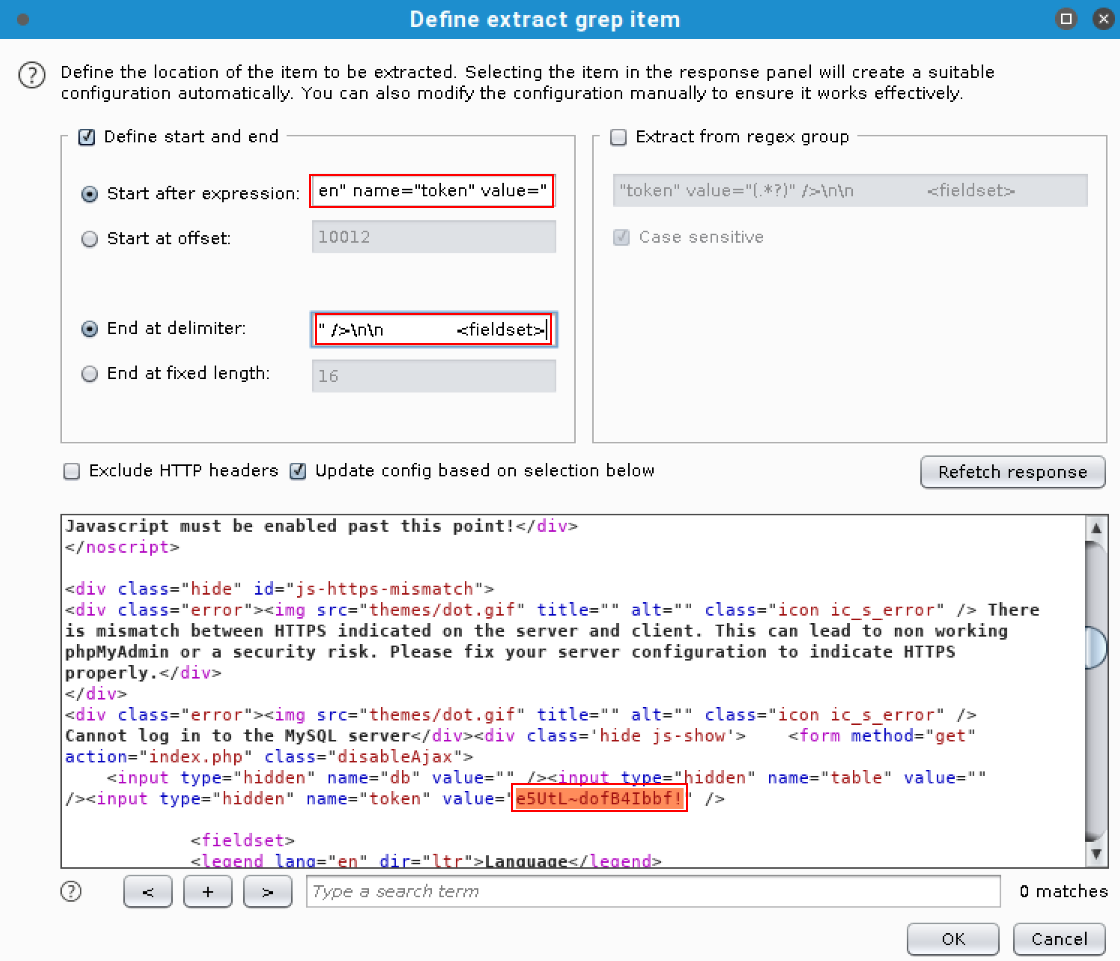 Define extract grep item
Define the location of the item to be extracted. Selecting the item in the response panel will create a suitable
configuration automatically. You can also modify the configuration manually to ensure it works effectively.
Define start and end
Start after expression: en" name="token" value="
Start at offset: 10012
End at delimiter: " />\n\n <fieldset>
End at fixed length: 16
Extract from regex group
"token" value="(.*?)" />\n\n <fieldset>
Case sensitive
Exclude HTTP headers Update config based on selection below Refetch response
Javascript must be enabled past this point!</div>
</noscript>
<div class="hide" id="js-https-mismatch">
<div class="error"><img src="themes/dot.gif" title="" alt="" class="icon ic_s_error" /> There
is mismatch between HTTPS indicated on the server and client. This can lead to non working
phpMyAdmin or a security risk. Please fix your server configuration to indicate HTTPS
properly.</div>
</div>
<div class="error"><img src="themes/dot.gif" title="" alt="" class="icon ic_s_error" />
Cannot log in to the MySQL server</div><div class='hide js-show'> <form method="get"
action="index.php" class="disableAjax">
<input type="hidden" name="db" value="" /><input type="hidden" name="table" value=""
/><input type="hidden" name="token" value="e5UtL~dofB4Ibbf!" />
<fieldset>
<legend lang="en" dir="ltr">Language</legend>
? < + > Type a search term 0 matches
OK Cancel